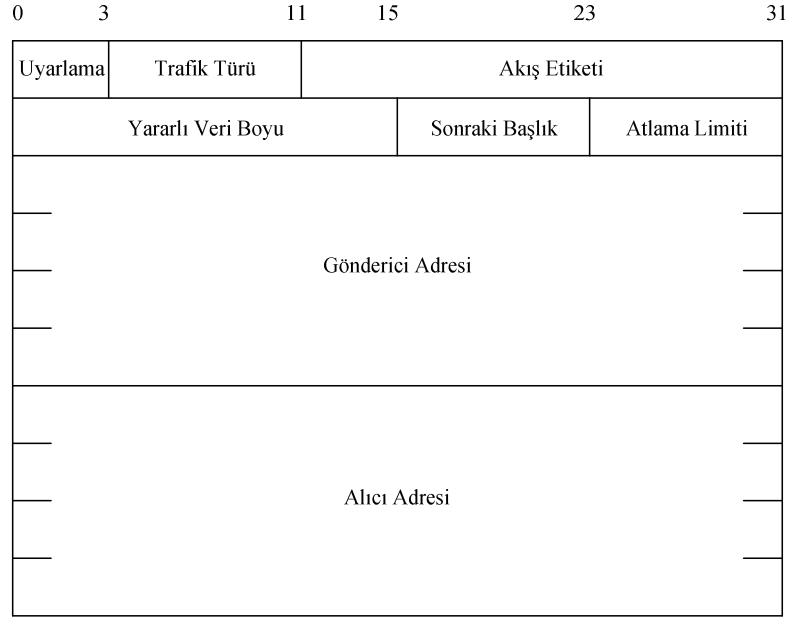 0 3 11 15 23 31
Uyarlama Trafik Türü Akış Etiketi
Yararlı Veri Boyu Sonraki Başlık Atlama Limiti
Gönderici Adresi
Alıcı Adresi